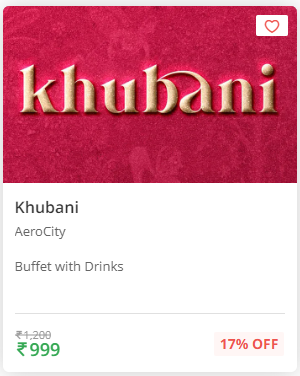 khubani
Khubani
AeroCity
Buffet with Drinks
₹1,200
₹999
17% OFF